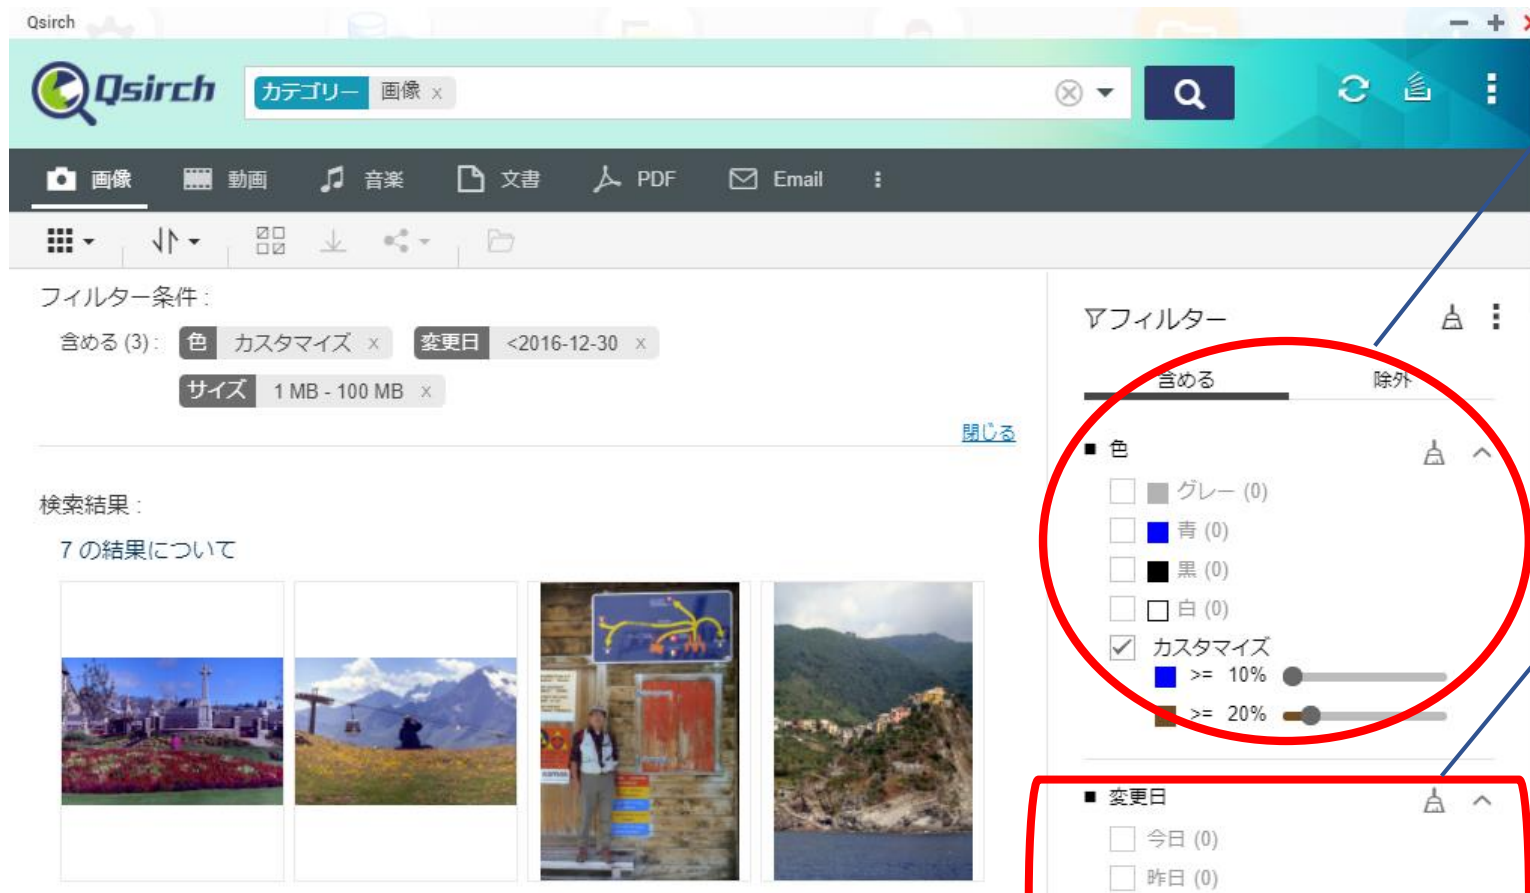 Qsirch
Qsirch カテゴリー 画像 x
画像 動画 音楽 文書 PDF Email
フィルター条件 :
含める (3) : 色 カスタマイズ x 変更日 <2016-12-30 x
サイズ 1 MB - 100 MB x
閉じる
検索結果 :
7 の結果について
フィルター
含める 除外
■ 色
グレー (0)
青 (0)
黒 (0)
白 (0)
カスタマイズ
>= 10%
>= 20%
■ 変更日
今日 (0)
昨日 (0)